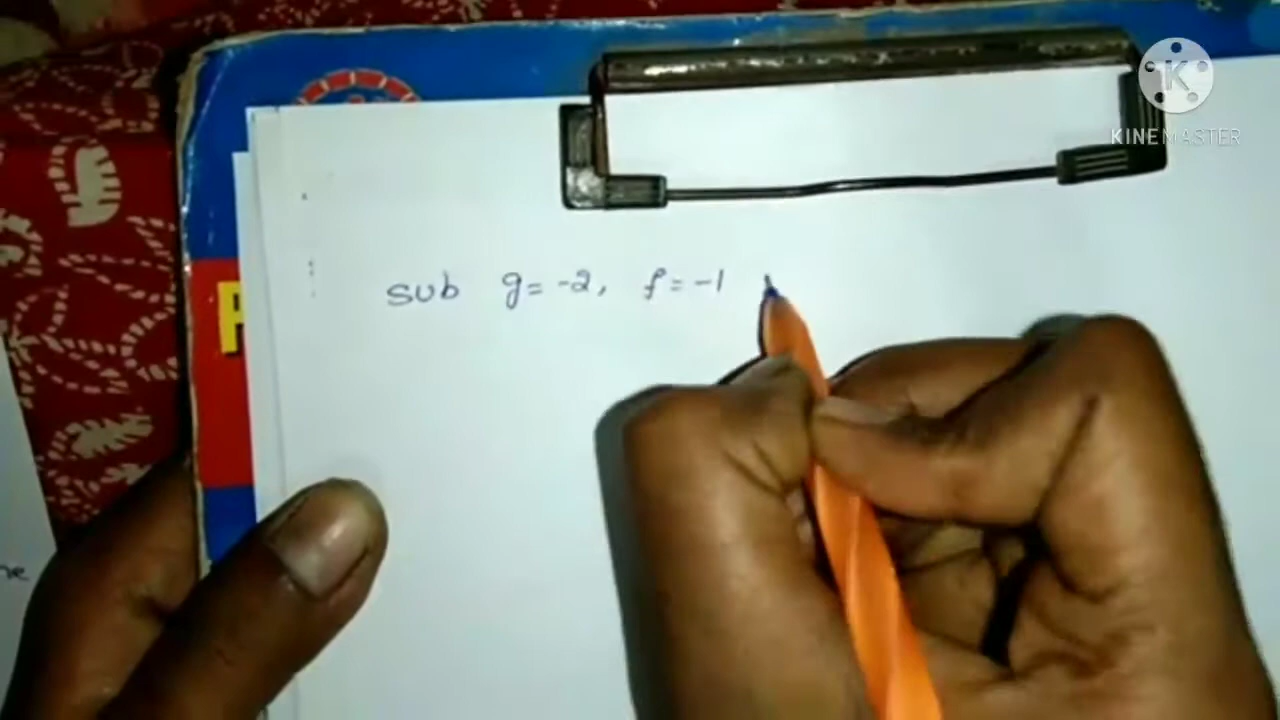 KINEMASTER
sub g = -2, f = -1